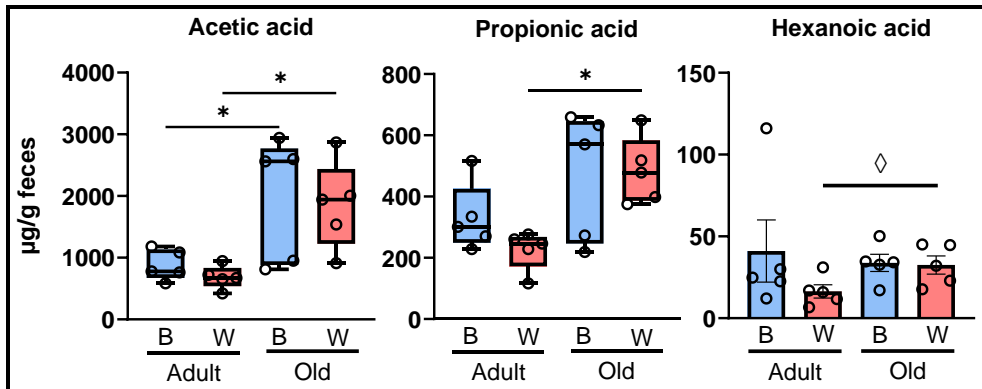 Acetic acid
µg/g feces
4000
3000
2000
1000
0
*
*
B W B W
Adult Old
Propionic acid
800
600
400
200
0
*
B W B W
Adult Old
Hexanoic acid
150
100
50
0
◊
B W B W
Adult Old